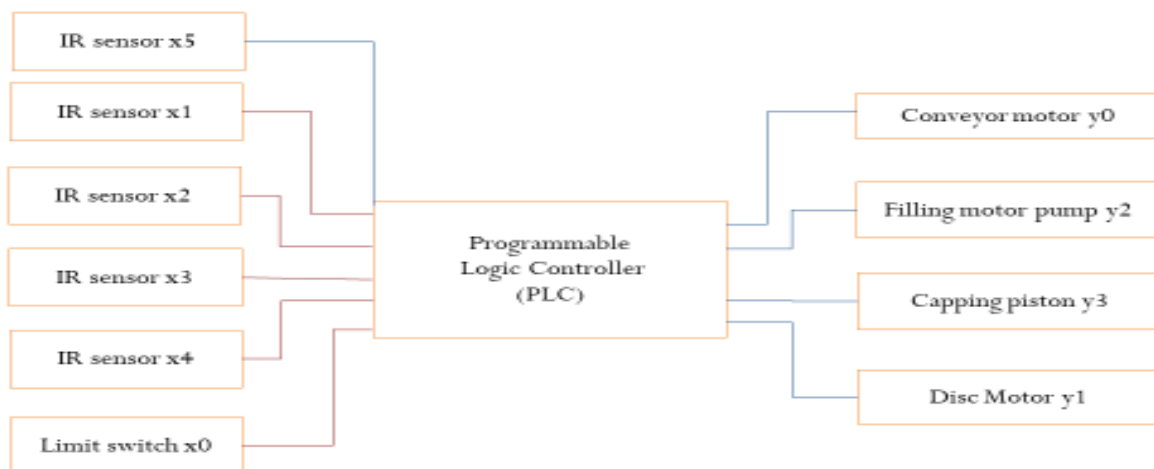 IR sensor x5
IR sensor x1
IR sensor x2
IR sensor x3
IR sensor x4
Limit switch x0
Programmable
Logic Controller
(PLC)
Conveyor motor y0
Filling motor pump y2
Capping piston y3
Disc Motor y1